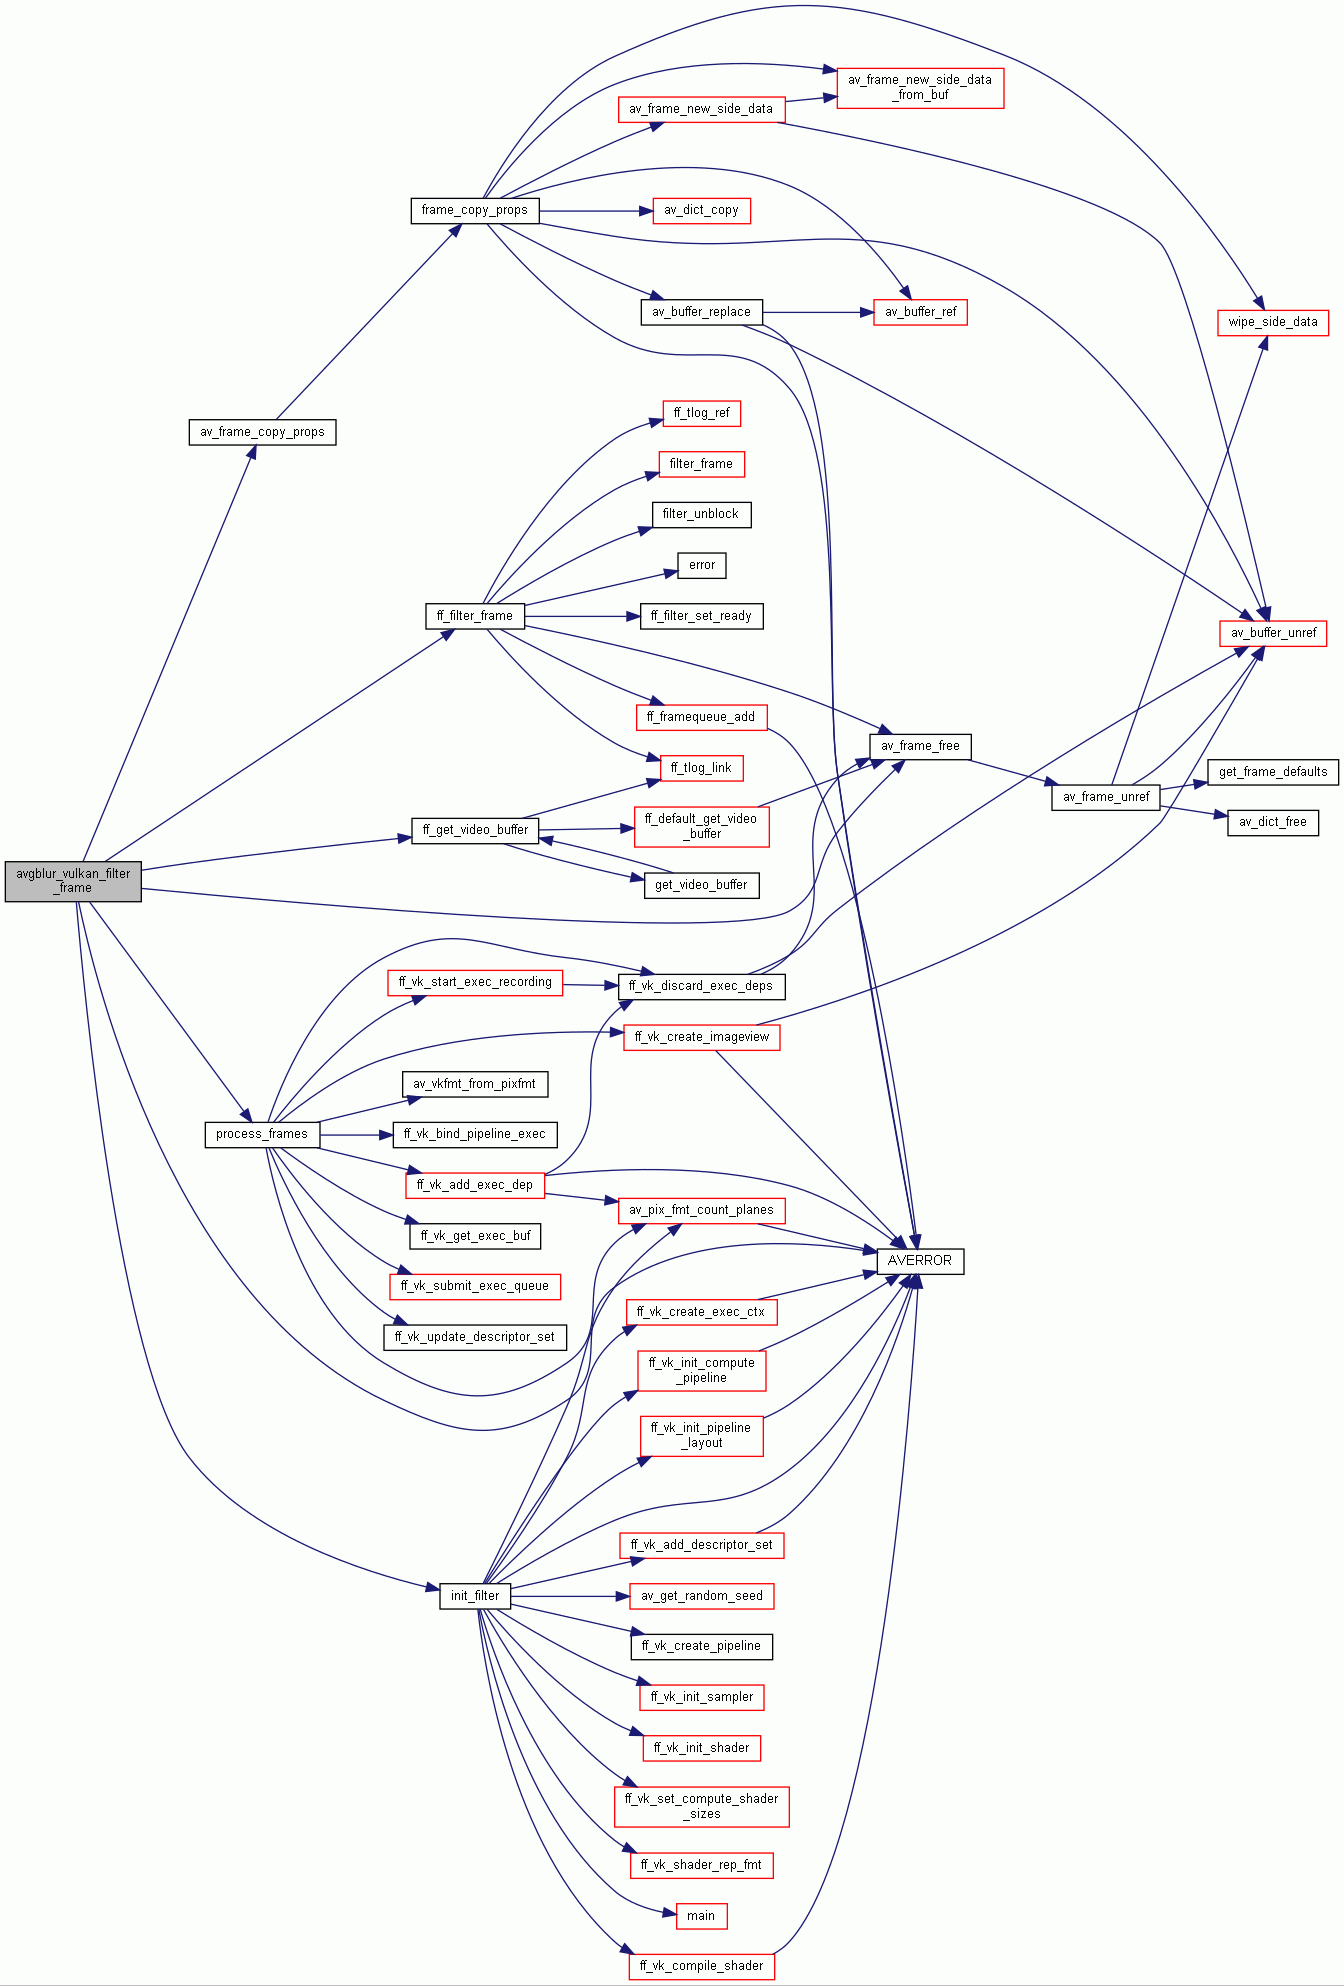 av_frame_new_side_data
_from_buf
av_frame_new_side_data
frame_copy_props
av_dict_copy
av_buffer_replace
av_buffer_ref
wipe_side_data
ff_tlog_ref
av_frame_copy_props
filter_frame
filter_unblock
error
ff_filter_frame
ff_filter_set_ready
av_buffer_unref
ff_framequeue_add
av_frame_free
ff_tlog_link
get_frame_defaults
av_frame_unref
ff_default_get_video
_buffer
ff_get_video_buffer
av_dict_free
avgblur_vulkan_filter
_frame
get_video_buffer
ff_vk_start_exec_recording
ff_vk_discard_exec_deps
ff_vk_create_imageview
av_vkfmt_from_pixfmt
process_frames
ff_vk_bind_pipeline_exec
ff_vk_add_exec_dep
av_pix_fmt_count_planes
ff_vk_get_exec_buf
AVERROR
ff_vk_submit_exec_queue
ff_vk_create_exec_ctx
ff_vk_update_descriptor_set
ff_vk_init_compute
_pipeline
ff_vk_init_pipeline
_layout
ff_vk_add_descriptor_set
init_filter
av_get_random_seed
ff_vk_create_pipeline
ff_vk_init_sampler
ff_vk_init_shader
ff_vk_set_compute_shader
_sizes
ff_vk_shader_rep_fmt
main
ff_vk_compile_shader